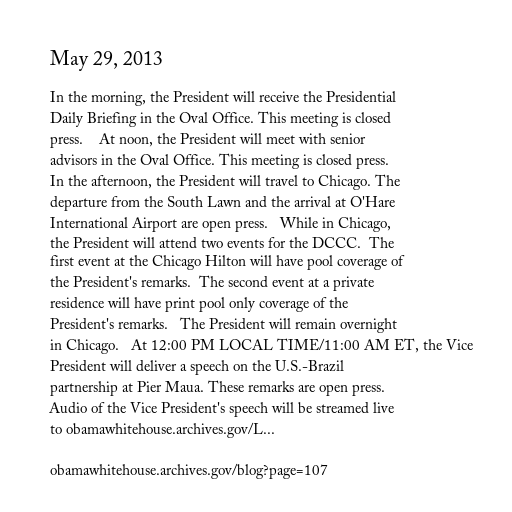 May 29, 2013
In the morning, the President will receive the Presidential
Daily Briefing in the Oval Office. This meeting is closed
press.    At noon, the President will meet with senior
advisors in the Oval Office. This meeting is closed press.
In the afternoon, the President will travel to Chicago. The
departure from the South Lawn and the arrival at O'Hare
International Airport are open press.   While in Chicago,
the President will attend two events for the DCCC.  The
first event at the Chicago Hilton will have pool coverage of
the President's remarks.  The second event at a private
residence will have print pool only coverage of the
President's remarks.   The President will remain overnight
in Chicago.   At 12:00 PM LOCAL TIME/11:00 AM ET, the Vice
President will deliver a speech on the U.S.-Brazil
partnership at Pier Maua. These remarks are open press.
Audio of the Vice President's speech will be streamed live
to obamawhitehouse.archives.gov/L...
obamawhitehouse.archives.gov/blog?page=107